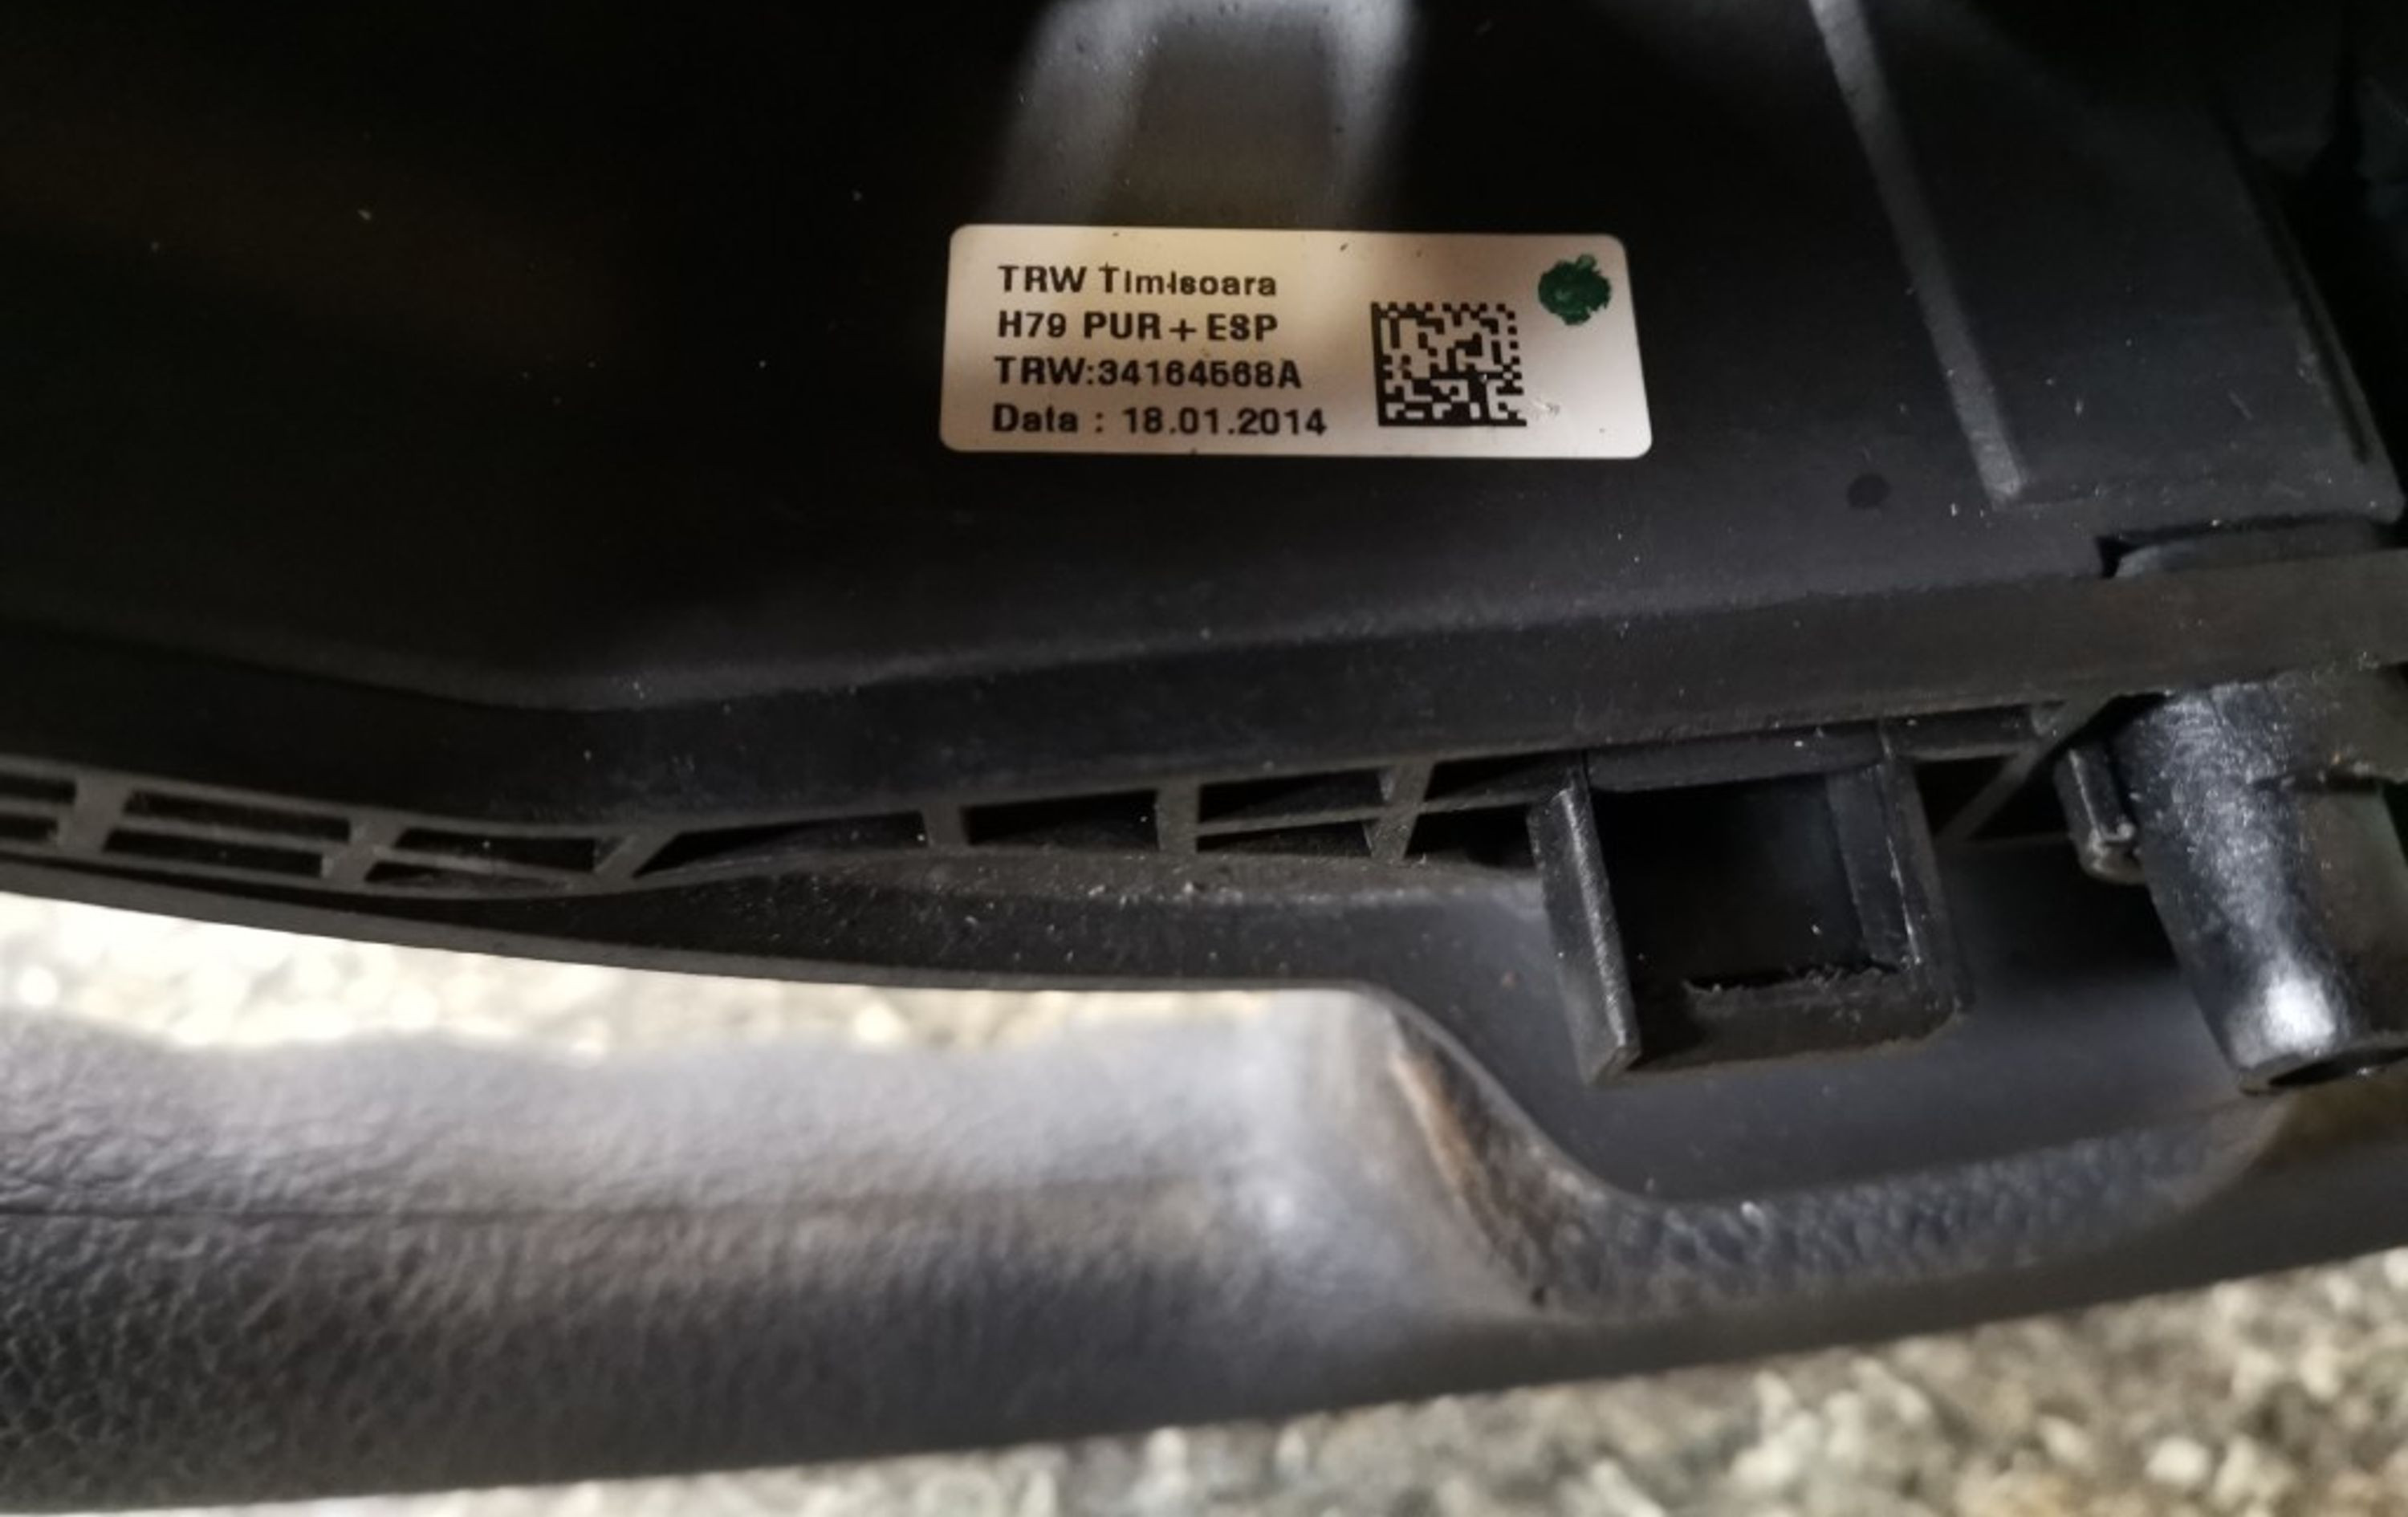 TRW Timisoara
H79 PUR+ESP
TRW:34164568A
Data : 18.01.2014